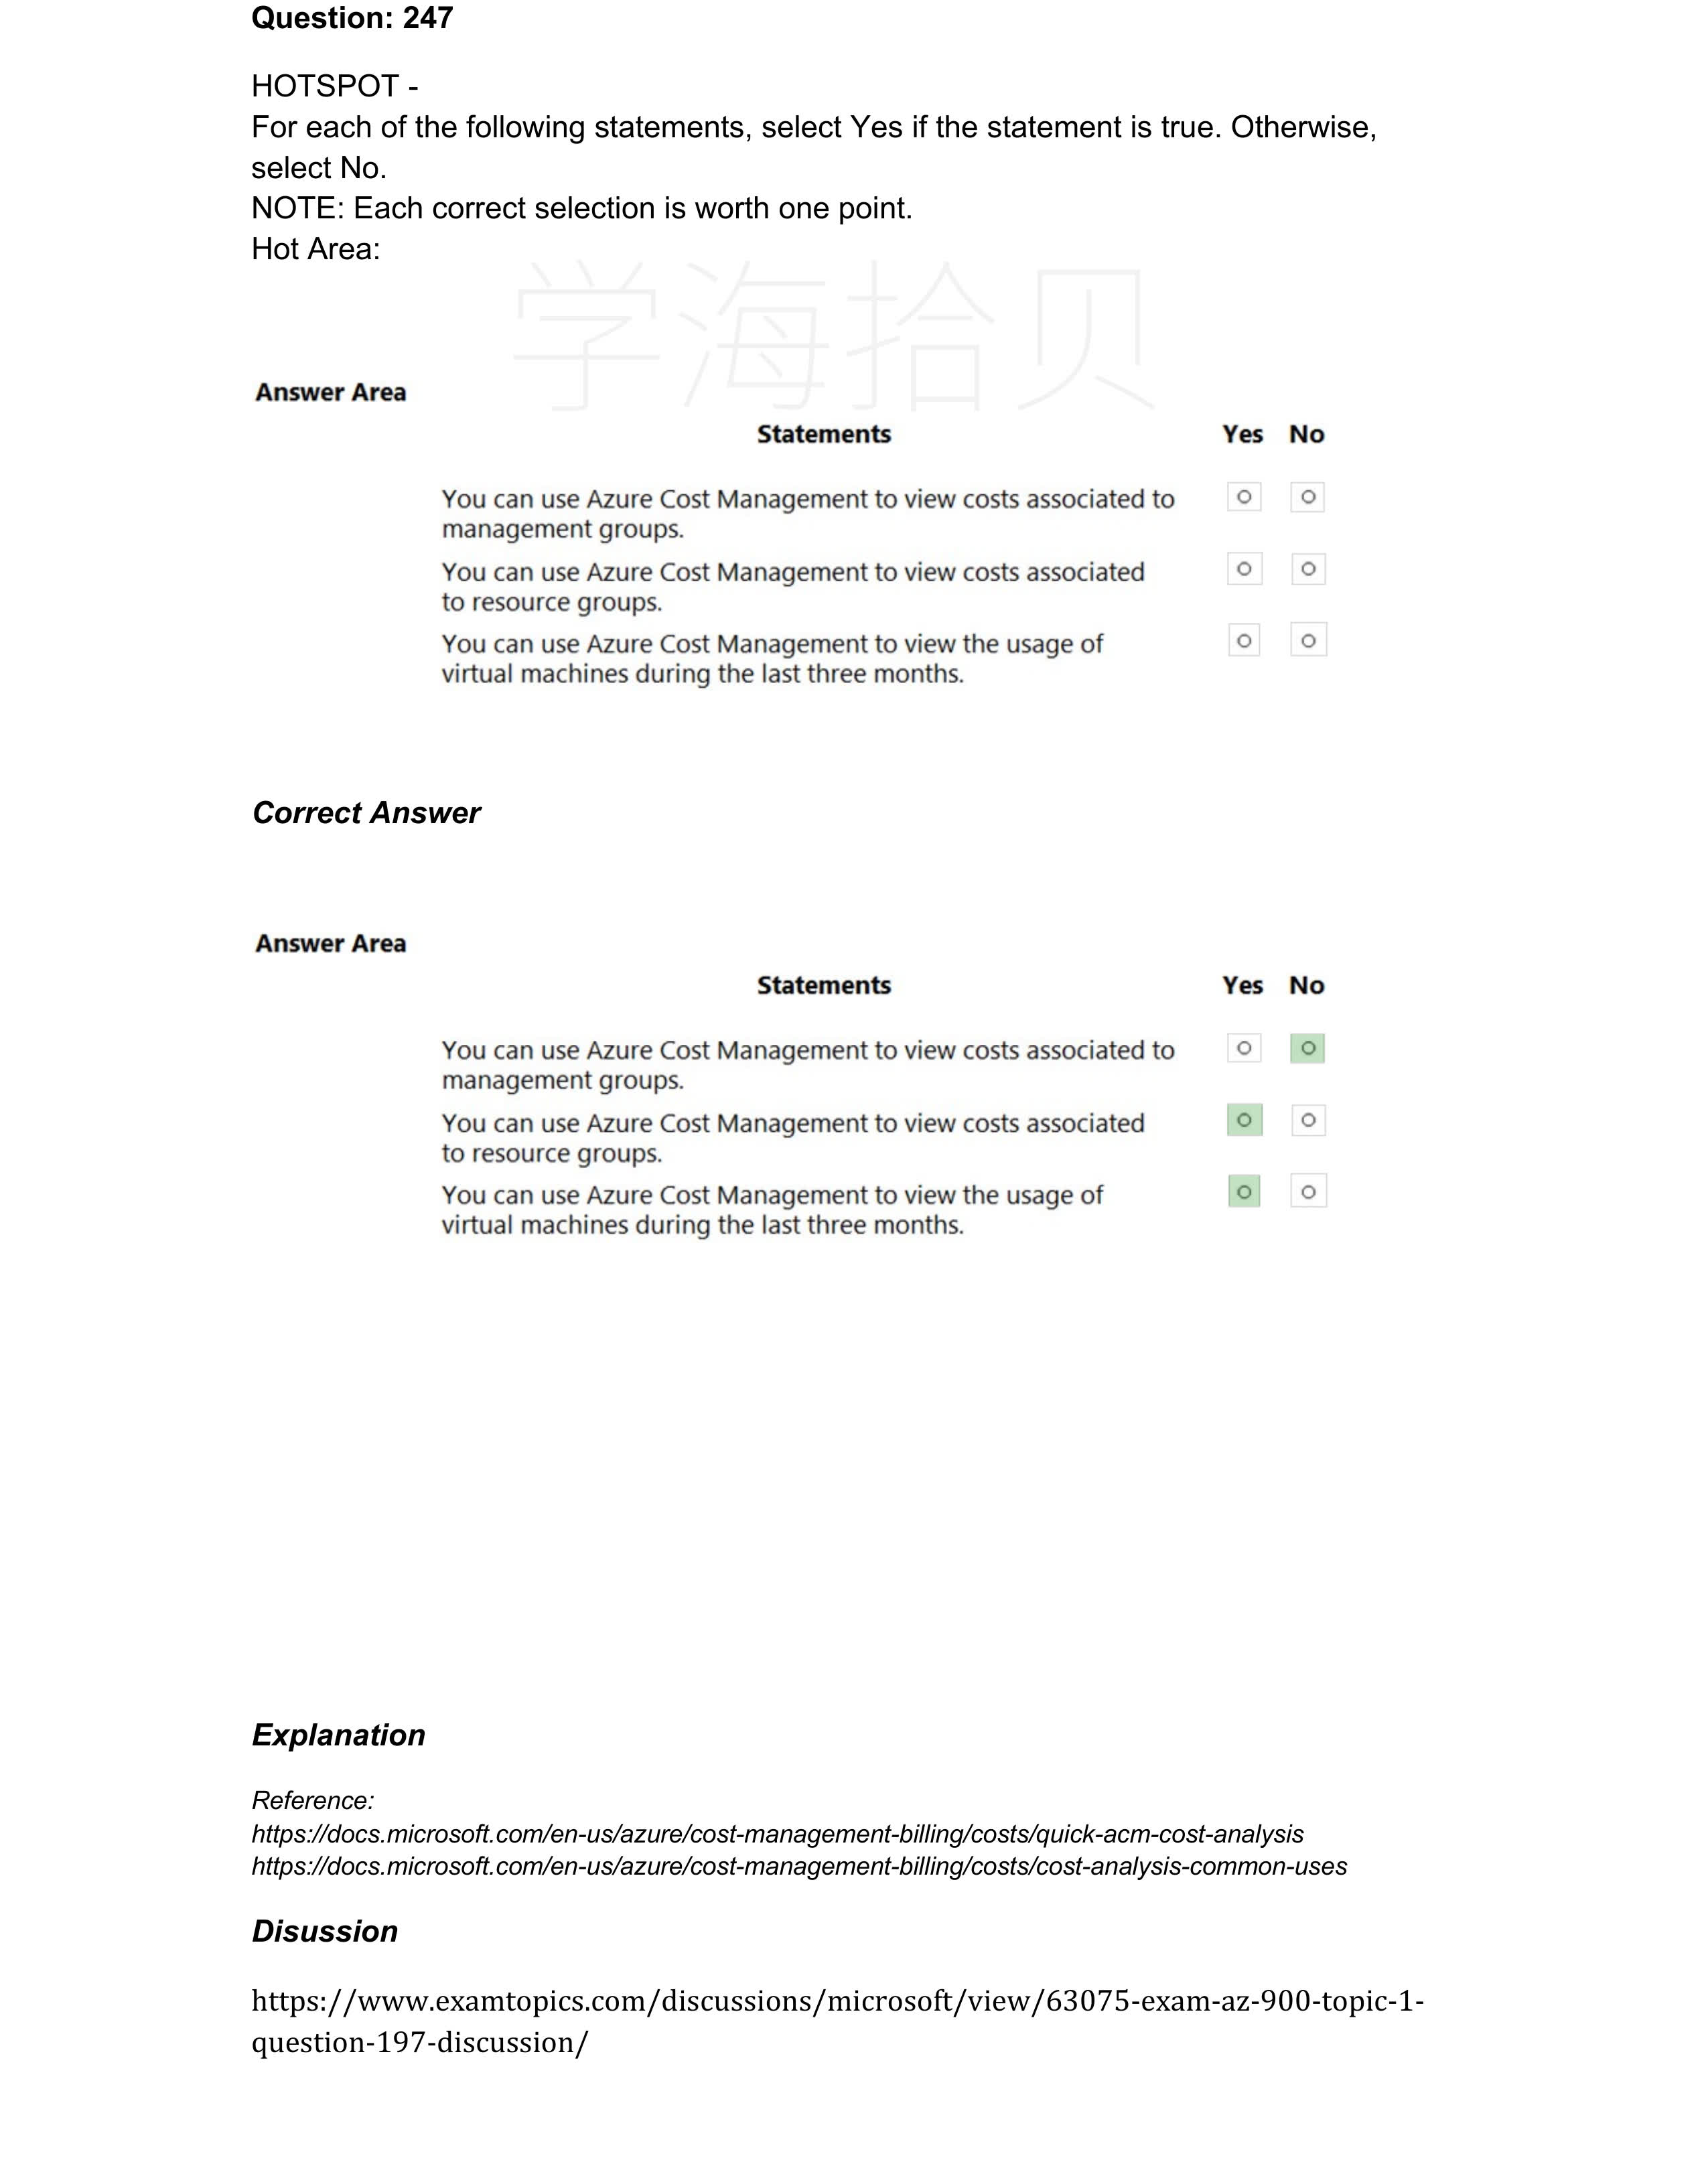 Question: 247
HOTSPOT -
For each of the following statements, select Yes if the statement is true. Otherwise,
select No.
NOTE: Each correct selection is worth one point.
Hot Area:
学海拾贝
Answer Area
Statements Yes No
You can use Azure Cost Management to view costs associated to
management groups.
You can use Azure Cost Management to view costs associated
to resource groups.
You can use Azure Cost Management to view the usage of
virtual machines during the last three months.
Correct Answer
Answer Area
Statements Yes No
You can use Azure Cost Management to view costs associated to
management groups.
You can use Azure Cost Management to view costs associated
to resource groups.
You can use Azure Cost Management to view the usage of
virtual machines during the last three months.
Explanation
Reference:
https://docs.microsoft.com/en-us/azure/cost-management-billing/costs/quick-acm-cost-analysis
https://docs.microsoft.com/en-us/azure/cost-management-billing/costs/cost-analysis-common-uses
Disussion
https://www.examtopics.com/discussions/microsoft/view/63075-exam-az-900-topic-1-
question-197-discussion/